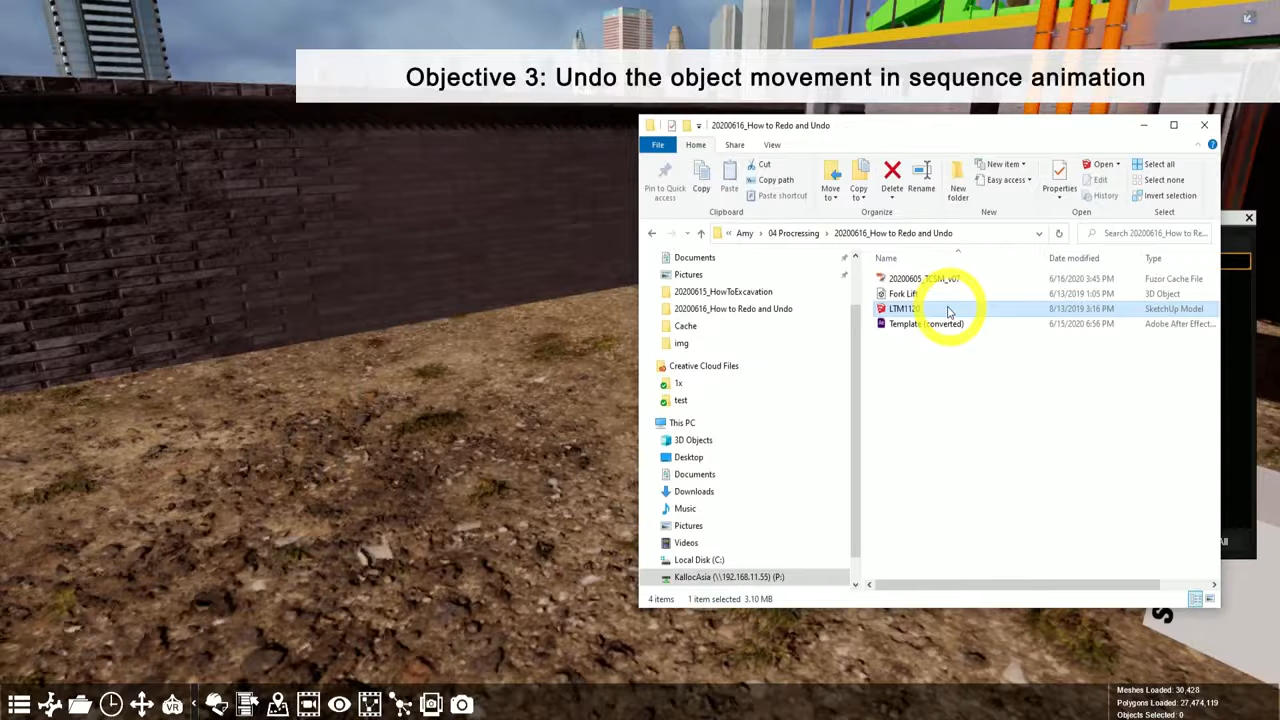 Objective 3: Undo the object movement in sequence animation
20200616_How to Redo and Undo
File
Home
Share
View
Pin to Quick access
Copy
Paste
Cut
Copy path
Paste shortcut
Move to
Copy to
Delete
Rename
New folder
New item
Easy access
Properties
Open
Edit
History
Select all
Select none
Invert selection
Clipboard
Organize
New
Open
Select
« Amy > 04 Procressing > 20200616_How to Redo and Undo
Search 20200616_How to Re...
Name
Date modified
Type
Documents
Pictures
20200615_HowToExcavation
20200616_How to Redo and Undo
Cache
img
Creative Cloud Files
1x
test
This PC
3D Objects
Desktop
Documents
Downloads
Music
Pictures
Videos
Local Disk (C:)
KallocAsia (\\192.168.11.55) (P:)
20200605_TCSM_v07 6/16/2020 3:45 PM Fuzor Cache File
Fork Lift 6/13/2019 1:05 PM 3D Object
LTM1120 8/13/2019 3:16 PM SketchUp Model
Template (converted) 6/15/2020 6:56 PM Adobe After Effect...
4 items 1 item selected 3.10 MB
All
S
VR
Meshes Loaded: 30,428
Polygons Loaded: 27,474,119
Objects Selected: 0